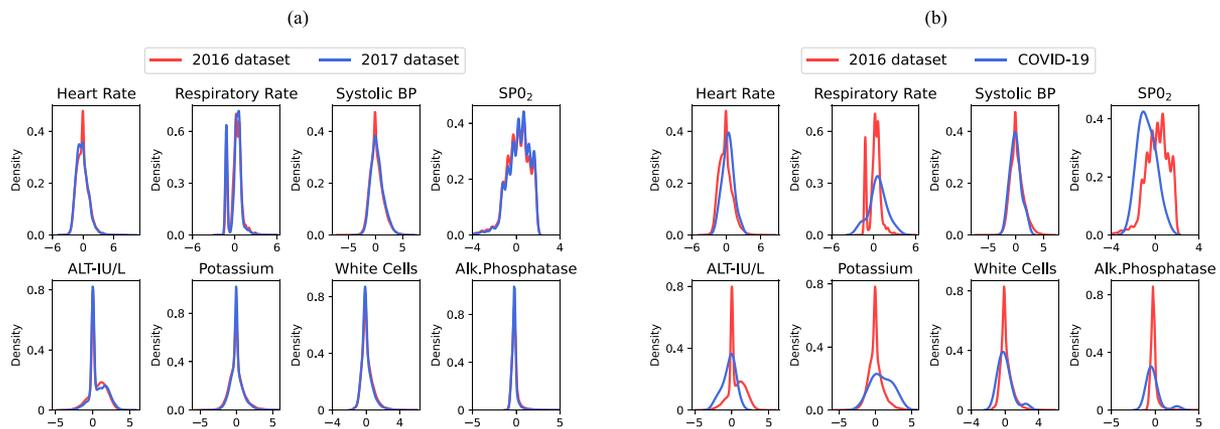 (a)
2016 dataset 2017 dataset
Heart Rate Respiratory Rate Systolic BP SP0₂
Density Density Density Density
0.4 0.6 0.4 0.4
0.2 0.3 0.2 0.2
0.0 0.0 0.0 0.0
−6 0 6 −6 0 6 −5 0 5 −4 0 4
ALT-IU/L Potassium White Cells Alk.Phosphatase
Density Density Density Density
0.8 0.8 0.8 0.8
0.4 0.4 0.4 0.4
0 0.0 0 0
−5 0 5 −5 0 5 −4 0 4 −5 0 5
(b)
2016 dataset COVID-19
Heart Rate Respiratory Rate Systolic BP SP0₂
Density Density Density Density
0.4 0.6 0.4 0.4
0.2 0.3 0.2 0.2
0.0 0.0 0.0 0.0
−6 0 6 −6 0 6 −5 0 5 −4 0 4
ALT-IU/L Potassium White Cells Alk.Phosphatase
Density Density Density Density
0.8 0.8 0.8 0.8
0.4 0.4 0.4 0.4
0 0.0 0 0
−5 0 5 −5 0 5 −4 0 4 −5 0 5